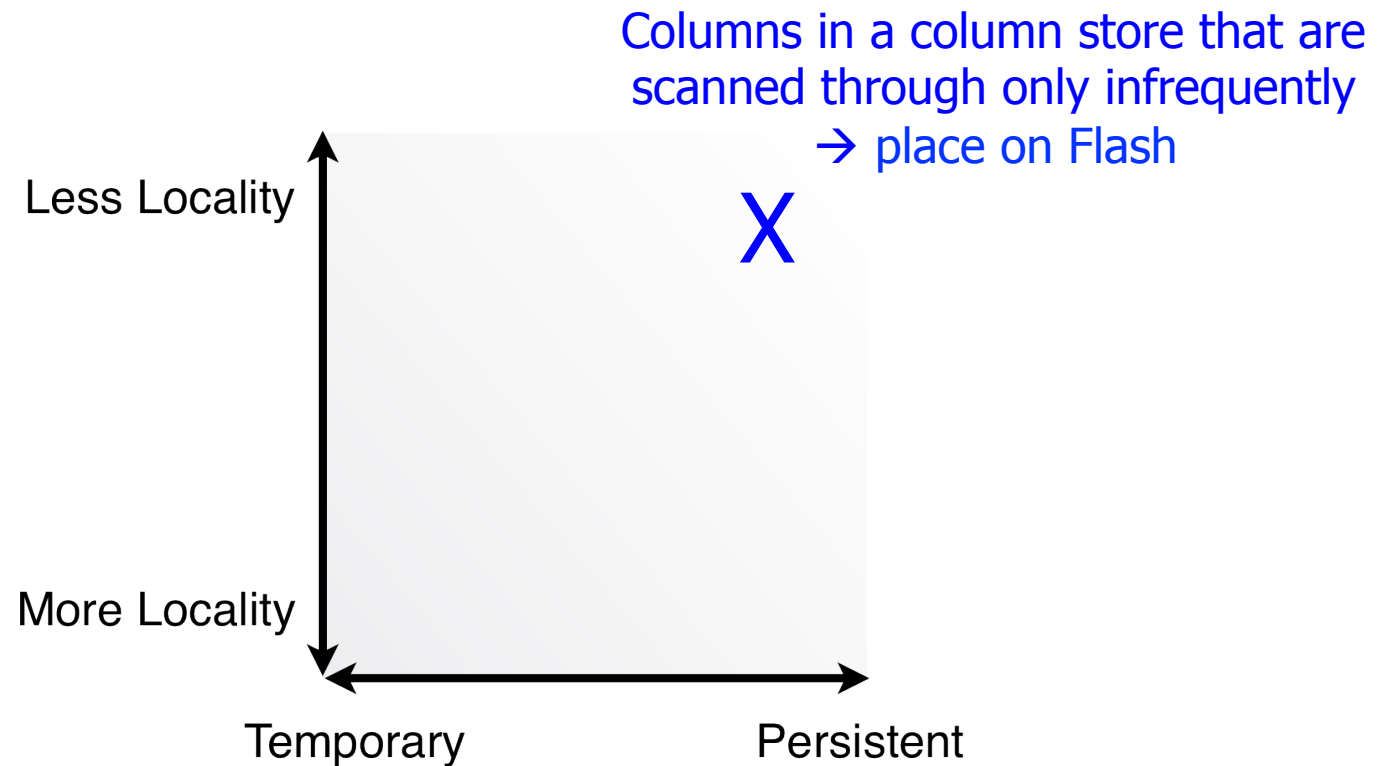 Columns in a column store that are
scanned through only infrequently
→ place on Flash
Less Locality
X
More Locality
Temporary
Persistent